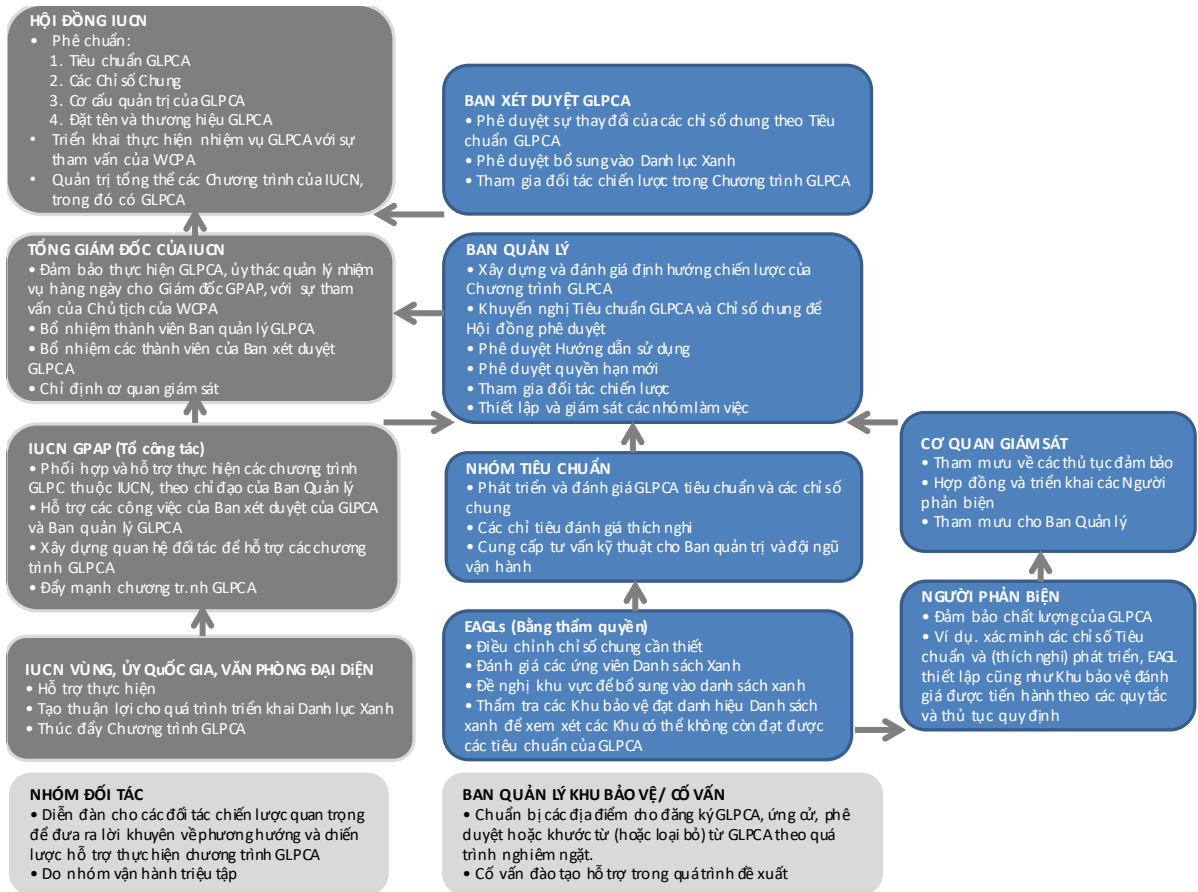 HỘI ĐỒNG IUCN
• Phê chuẩn:
1. Tiêu chuẩn GLPCA
2. Các Chỉ số Chung
3. Cơ cấu quản trị của GLPCA
4. Đặt tên và thương hiệu GLPCA
• Triển khai thực hiện nhiệm vụ GLPCA với sự
tham vấn của WCPA
• Quản trị tổng thể các Chương trình của IUCN,
trong đó có GLPCA
BAN XÉT DUYỆT GLPCA
• Phê duyệt sự thay đổi của các chỉ số chung theo Tiêu
chuẩn GLPCA
• Phê duyệt bổ sung vào Danh lục Xanh
• Tham gia đối tác chiến lược trong Chương trình GLPCA
TỔNG GIÁM ĐỐC CỦA IUCN
• Đảm bảo thực hiện GLPCA, ủy thác quản lý nhiệm
vụ hàng ngày cho Giám đốc GPAP, với sự tham
vấn của Chủ tịch của WCPA
• Bổ nhiệm thành viên Ban quản lý GLPCA
• Bổ nhiệm các thành viên của Ban xét duyệt
GLPCA
• Chỉ định cơ quan giám sát
BAN QUẢN LÝ
• Xây dựng và đánh giá định hướng chiến lược của
Chương trình GLPCA
• Khuyến nghị Tiêu chuẩn GLPCA và Chỉ số chung để
Hội đồng phê duyệt
• Phê duyệt Hướng dẫn sử dụng
• Phê duyệt quyền hạn mới
• Tham gia đối tác chiến lược
• Thiết lập và giám sát các nhóm làm việc
IUCN GPAP (Tổ công tác)
• Phối hợp và hỗ trợ thực hiện các chương trình
GLPC thuộc IUCN, theo chỉ đạo của Ban Quản lý
• Hỗ trợ các công việc của Ban xét duyệt của GLPCA
và Ban quản lý GLPCA
• Xây dựng quan hệ đối tác để hỗ trợ các chương
trình GLPCA
• Đẩy mạnh chương tr.nh GLPCA
NHÓM TIÊU CHUẨN
• Phát triển và đánh giá GLPCA tiêu chuẩn và các chỉ số
chung
• Các chỉ tiêu đánh giá thích nghi
• Cung cấp tư vấn kỹ thuật cho Ban quản trị và đội ngũ
vận hành
CƠ QUAN GIÁM SÁT
• Tham mưu về các thủ tục đảm bảo
• Hợp đồng và triển khai các Người
phản biện
• Tham mưu cho Ban Quản lý
IUCN VÙNG, ỦY QUỐC GIA, VĂN PHÒNG ĐẠI DIỆN
• Hỗ trợ thực hiện
• Tạo thuận lợi cho quá trình triển khai Danh lục Xanh
• Thúc đẩy Chương trình GLPCA
EAGLs (Bằng thẩm quyền)
• Điều chỉnh chỉ số chung cần thiết
• Đánh giá các ứng viên Danh sách Xanh
• Đề nghị khu vực để bổ sung vào danh sách xanh
• Thẩm tra các Khu bảo vệ đạt danh hiệu Danh sách
xanh để xem xét các Khu có thể không còn đạt được
các tiêu chuẩn của GLPCA
NGƯỜI PHẢN BIỆN
• Đảm bảo chất lượng của GLPCA
• Ví dụ. xác minh các chỉ số Tiêu
chuẩn và (thích nghi) phát triển, EAGL
thiết lập cũng như Khu bảo vệ đánh
giá được tiến hành theo các quy tắc
và thủ tục quy định
NHÓM ĐỐI TÁC
• Diễn đàn cho các đối tác chiến lược quan trọng
để đưa ra lời khuyên về phương hướng và chiến
lược hỗ trợ thực hiện chương trình GLPCA
• Do nhóm vận hành triệu tập
BAN QUẢN LÝ KHU BẢO VỆ/ CỐ VẤN
• Chuẩn bị các địa điểm cho đăng ký GLPCA, ứng cử, phê
duyệt hoặc khước từ (hoặc loại bỏ) từ GLPCA theo quá
trình nghiêm ngặt.
• Cố vấn đào tạo hỗ trợ trong quá trình đề xuất